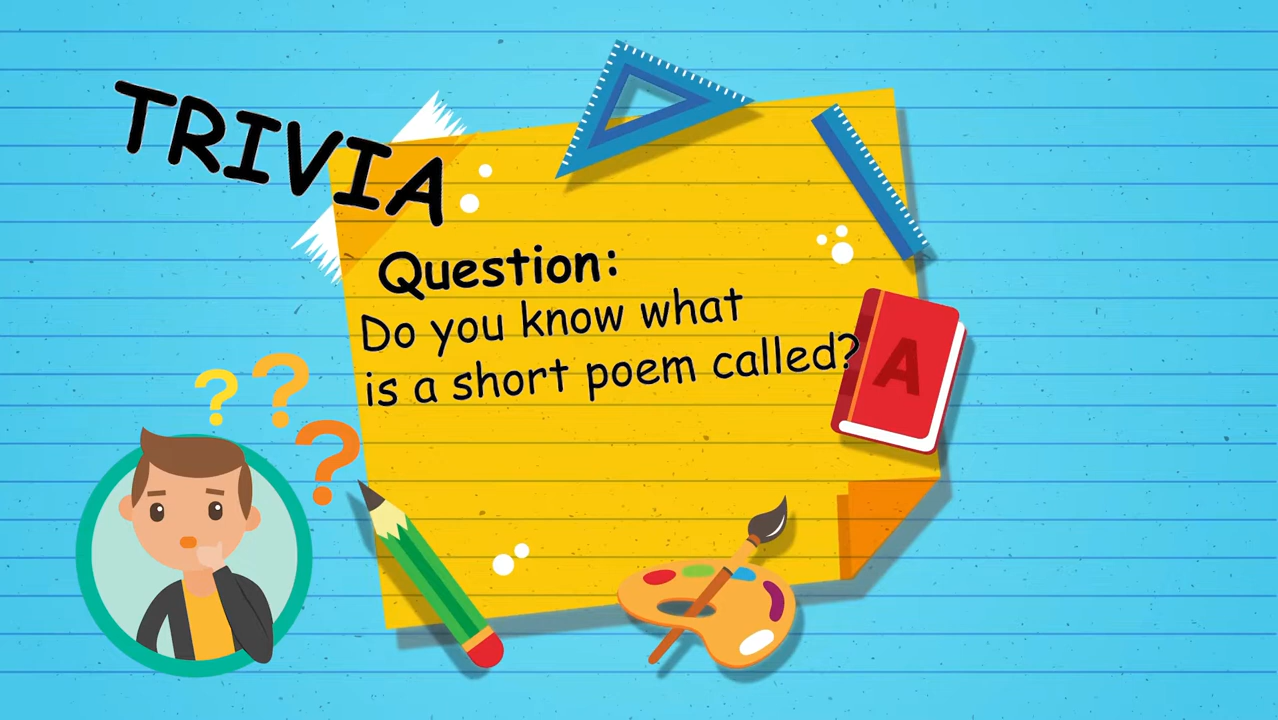 TRIVIA
Question:
Do you know what
is a short poem called?
A
? ? ?